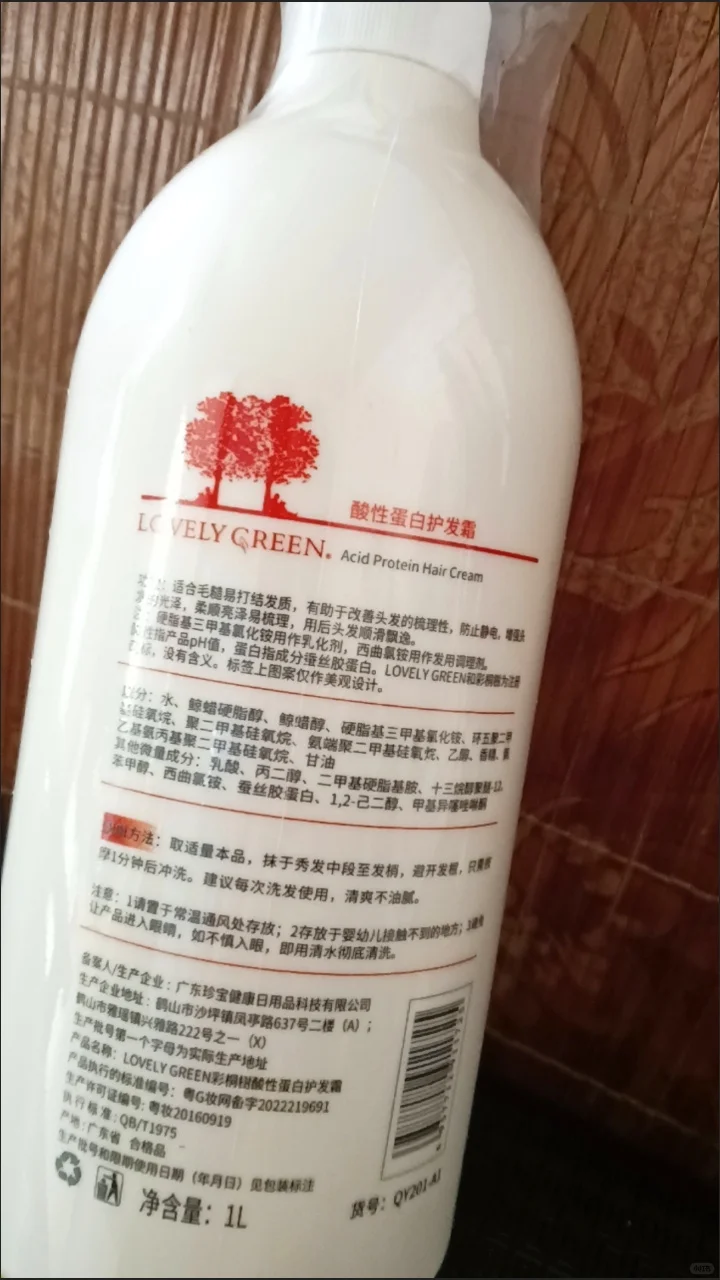 酸性蛋白护发霜
LOVELY GREEN. Acid Protein Hair Cream
适合毛糙易打结发质，有助于改善头发的梳理性，防止静电，增强头
发的光泽，柔顺亮泽易梳理，用后头发顺滑飘逸。
注：硬脂基三甲基氯化铵用作乳化剂，西曲氯铵用作发用调理剂。
酸性指产品pH值，蛋白指成分蚕丝胶蛋白。LOVELY GREEN和彩桐树为注册
商标，没有含义。标签上图案仅作美观设计。
成分：水、鲸蜡硬脂醇、鲸蜡醇、硬脂基三甲基氯化铵、环五聚二甲
基硅氧烷、聚二甲基硅氧烷、氨端聚二甲基硅氧烷、乙醇、香精、氨
乙基氨丙基聚二甲基硅氧烷、甘油
其他微量成分：乳酸、丙二醇、二甲基硬脂基胺、十三烷醇聚醚-12、
苯甲醇、西曲氯铵、蚕丝胶蛋白、1,2-己二醇、甲基异噻唑啉酮
方法：取适量本品，抹于秀发中段至发梢，避开发根，只需按
摩1分钟后冲洗。建议每次洗发使用，清爽不油腻。
注意：1请置于常温通风处存放；2存放于婴幼儿接触不到的地方；3避免
让产品进入眼睛，如不慎入眼，即用清水彻底清洗。
备案人/生产企业：广东珍宝健康日用品科技有限公司
生产企业地址：鹤山市沙坪镇凤亭路637号二楼（A）；
鹤山市雅瑶镇兴雅路222号之一（X）
生产批号第一个字母为实际生产地址
产品名称：LOVELY GREEN彩桐树酸性蛋白护发霜
产品执行的标准编号：粤G妆网备字2022219691
生产许可证编号：粤妆20160919
执行标准：QB/T1975
产地：广东省 合格品
生产批号和限期使用日期（年月日）见包装标注
净含量：1L
货号：QY201-A1